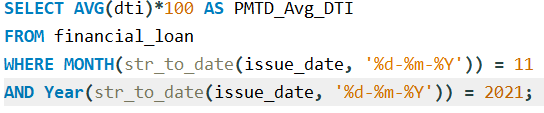 SELECT AVG(dti)*100 AS PMTD_Avg_DTI
FROM financial_loan
WHERE MONTH(str_to_date(issue_date, '%d-%m-%Y')) = 11
AND Year(str_to_date(issue_date, '%d-%m-%Y')) = 2021;